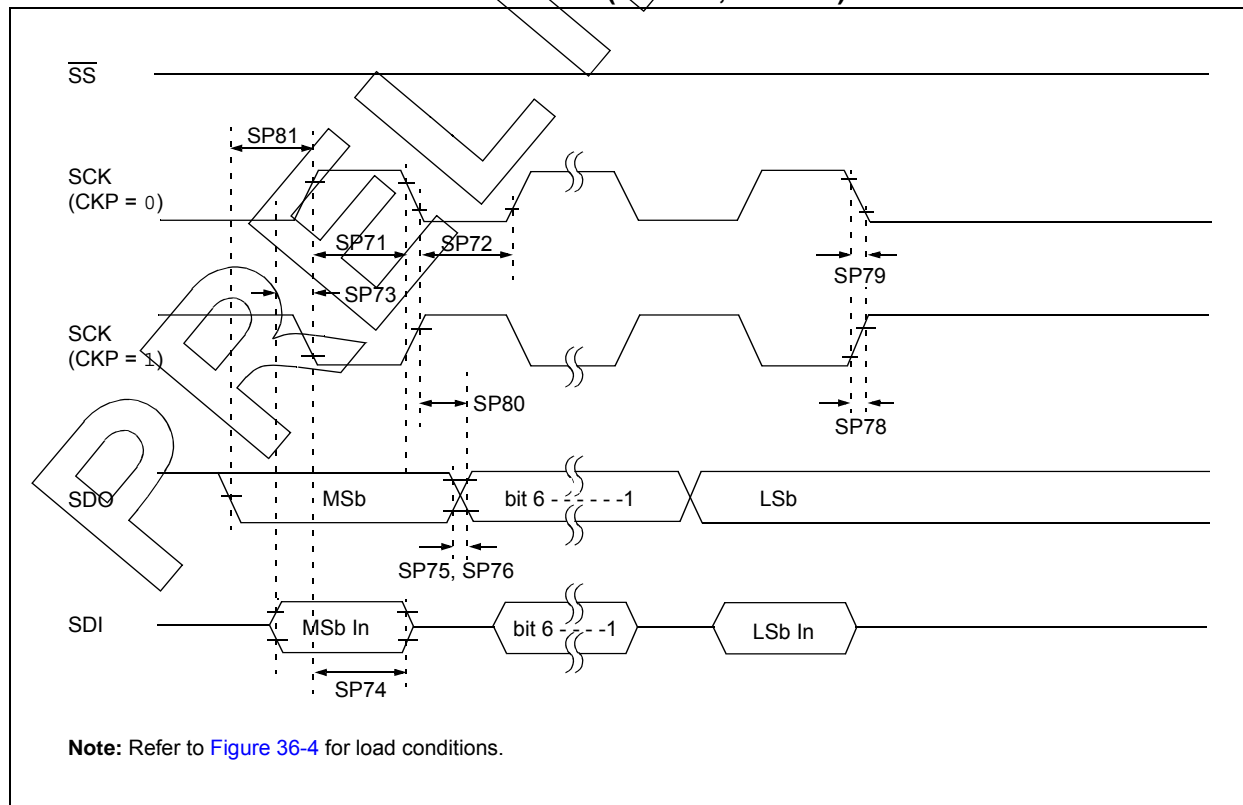 SS
SP81
SCK
(CKP = 0)
SP71
SP72
SP79
SP73
SCK
(CKP = 1)
SP80
SP78
SDO
MSb
bit 6 - - - - - -1
LSb
SP75, SP76
SDI
MSb In
bit 6 - - - -1
LSb In
SP74
Note: Refer to Figure 36-4 for load conditions.